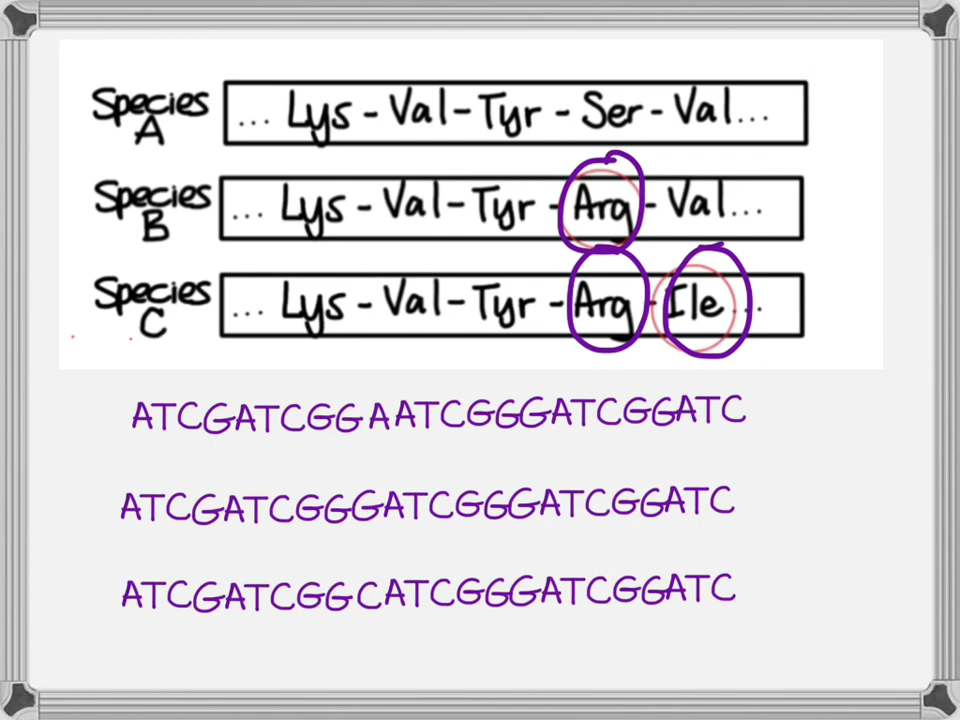 Species A ... Lys - Val - Tyr - Ser - Val ...
Species B ... Lys - Val - Tyr - Arg - Val ...
Species C ... Lys - Val - Tyr - Arg - Ile ...
ATCGATCGGAATCGGGATCGGATC
ATCGATCGGGATCGGGATCGGATC
ATCGATCGGCATCGGGATCGGATC